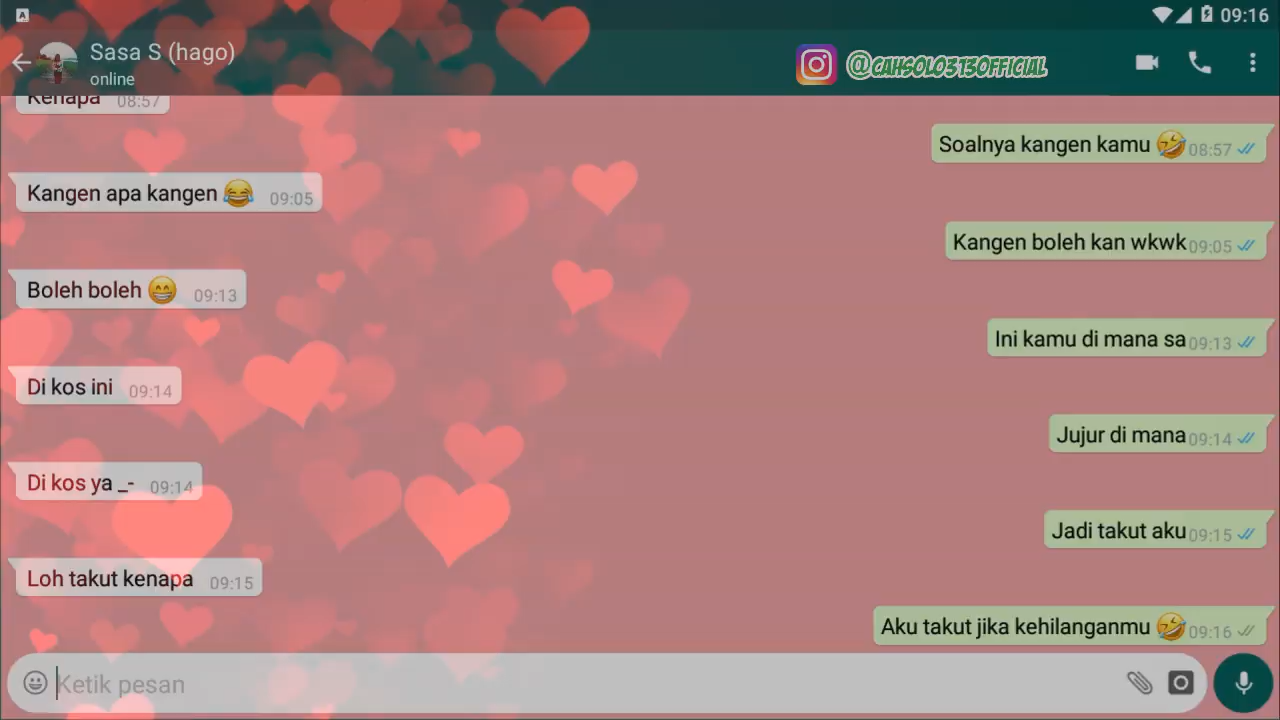 09:16
Sasa S (hago)
online
@CAHSOLO313OFFICIAL
Kenapa 08:57
Soalnya kangen kamu 🤣 08:57
Kangen apa kangen 😂 09:05
Kangen boleh kan wkwk 09:05
Boleh boleh 😁 09:13
Ini kamu di mana sa 09:13
Di kos ini 09:14
Jujur di mana 09:14
Di kos ya _- 09:14
Jadi takut aku 09:15
Loh takut kenapa 09:15
Aku takut jika kehilanganmu 🤣 09:16
Ketik pesan